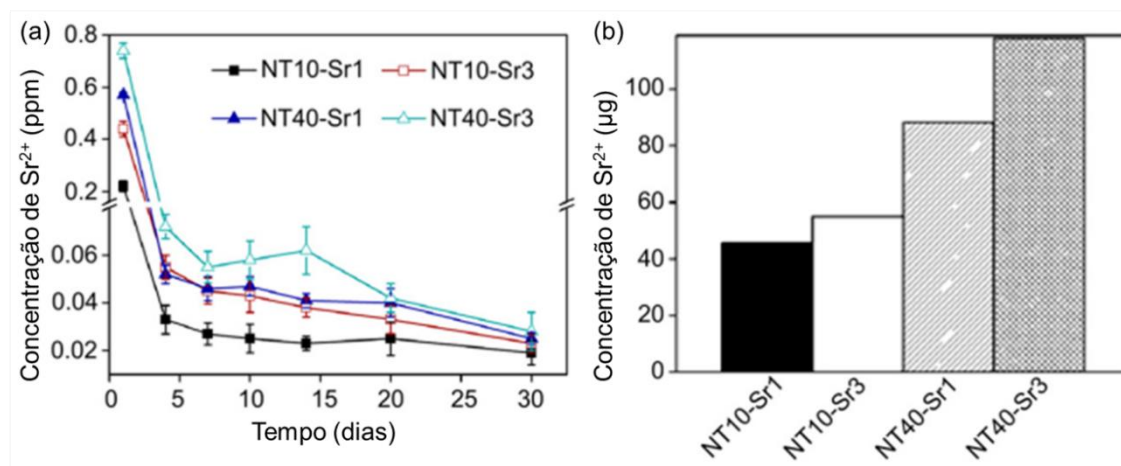 (a)
Concentração de Sr²⁺ (ppm)
0.8
0.6
0.4
0.2
0.06
0.04
0.02
NT10-Sr1 NT10-Sr3
NT40-Sr1 NT40-Sr3
0 5 10 15 20 25 30
Tempo (dias)
(b)
Concentração de Sr²⁺ (µg)
100
80
60
40
20
0
NT10-Sr1
NT10-Sr3
NT40-Sr1
NT40-Sr3